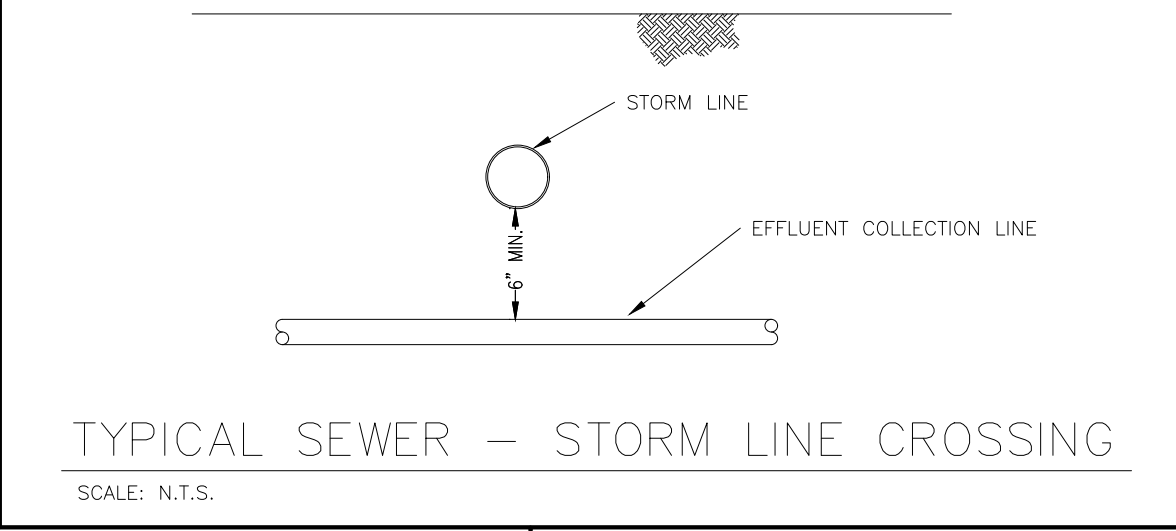 STORM LINE
EFFLUENT COLLECTION LINE
6" MIN.
TYPICAL SEWER – STORM LINE CROSSING
SCALE: N.T.S.